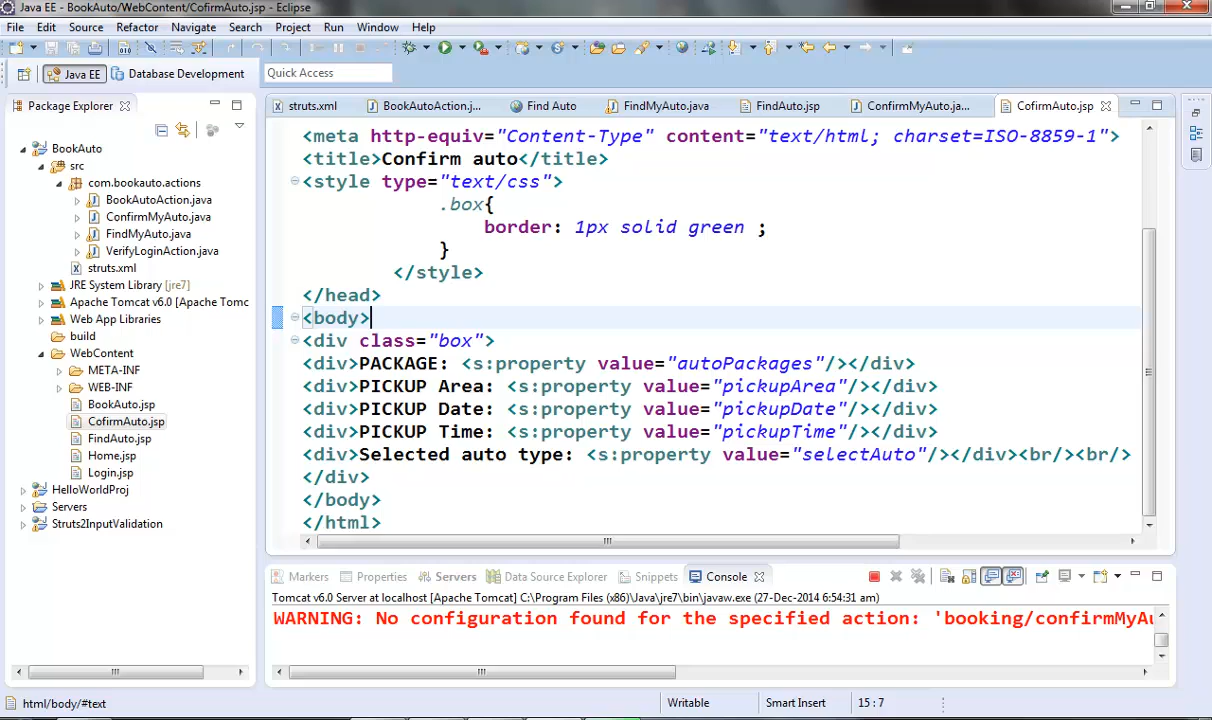 Java EE - BookAuto/WebContent/CofirmAuto.jsp - Eclipse
File Edit Source Refactor Navigate Search Project Run Window Help
Java EE Database Development Quick Access
Package Explorer
BookAuto
src
com.bookauto.actions
BookAutoAction.java
ConfirmMyAuto.java
FindMyAuto.java
VerifyLoginAction.java
struts.xml
JRE System Library [jre7]
Apache Tomcat v6.0 [Apache Tomc
Web App Libraries
build
WebContent
META-INF
WEB-INF
BookAuto.jsp
CofirmAuto.jsp
FindAuto.jsp
Home.jsp
Login.jsp
HelloWorldProj
Servers
Struts2InputValidation
struts.xml BookAutoAction.j... Find Auto FindMyAuto.java FindAuto.jsp ConfirmMyAuto.ja... CofirmAuto.jsp
<meta http-equiv="Content-Type" content="text/html; charset=ISO-8859-1">
<title>Confirm auto</title>
<style type="text/css">
.box{
border: 1px solid green ;
}
</style>
</head>
<body>
<div class="box">
<div>PACKAGE: <s:property value="autoPackages"/></div>
<div>PICKUP Area: <s:property value="pickupArea"/></div>
<div>PICKUP Date: <s:property value="pickupDate"/></div>
<div>PICKUP Time: <s:property value="pickupTime"/></div>
<div>Selected auto type: <s:property value="selectAuto"/></div><br/><br/>
</div>
</body>
</html>
Markers Properties Servers Data Source Explorer Snippets Console
Tomcat v6.0 Server at localhost [Apache Tomcat] C:\Program Files (x86)\Java\jre7\bin\javaw.exe (27-Dec-2014 6:54:31 am)
WARNING: No configuration found for the specified action: 'booking/confirmMyAu
html/body/#text Writable Smart Insert 15 : 7